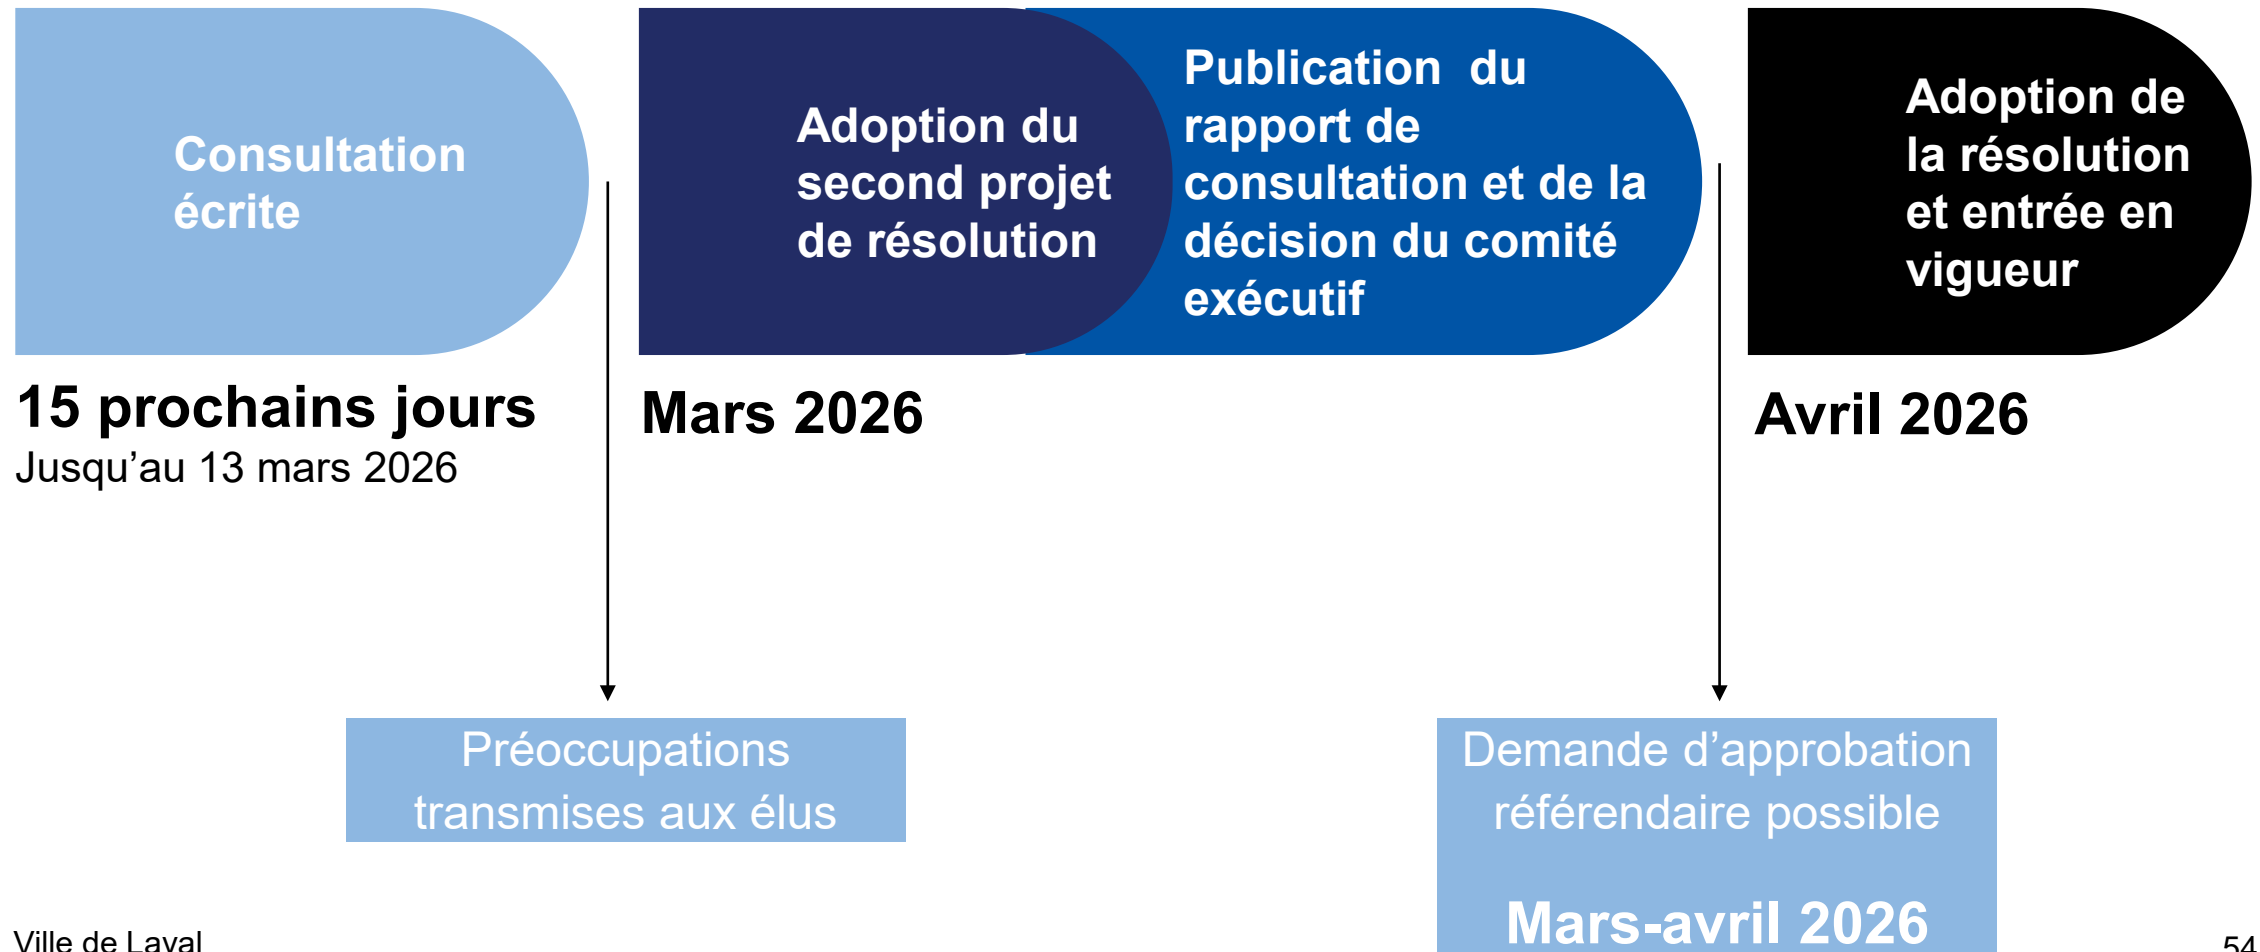 Consultation
écrite
Adoption du
second projet
de résolution
Publication  du
rapport de
consultation et de la
décision du comité
exécutif
Adoption de
la résolution
et entrée en
vigueur
15 prochains jours
Jusqu’au 13 mars 2026
Mars 2026
Avril 2026
Préoccupations
transmises aux élus
Demande d’approbation
référendaire possible
Mars-avril 2026
Ville de Laval
54